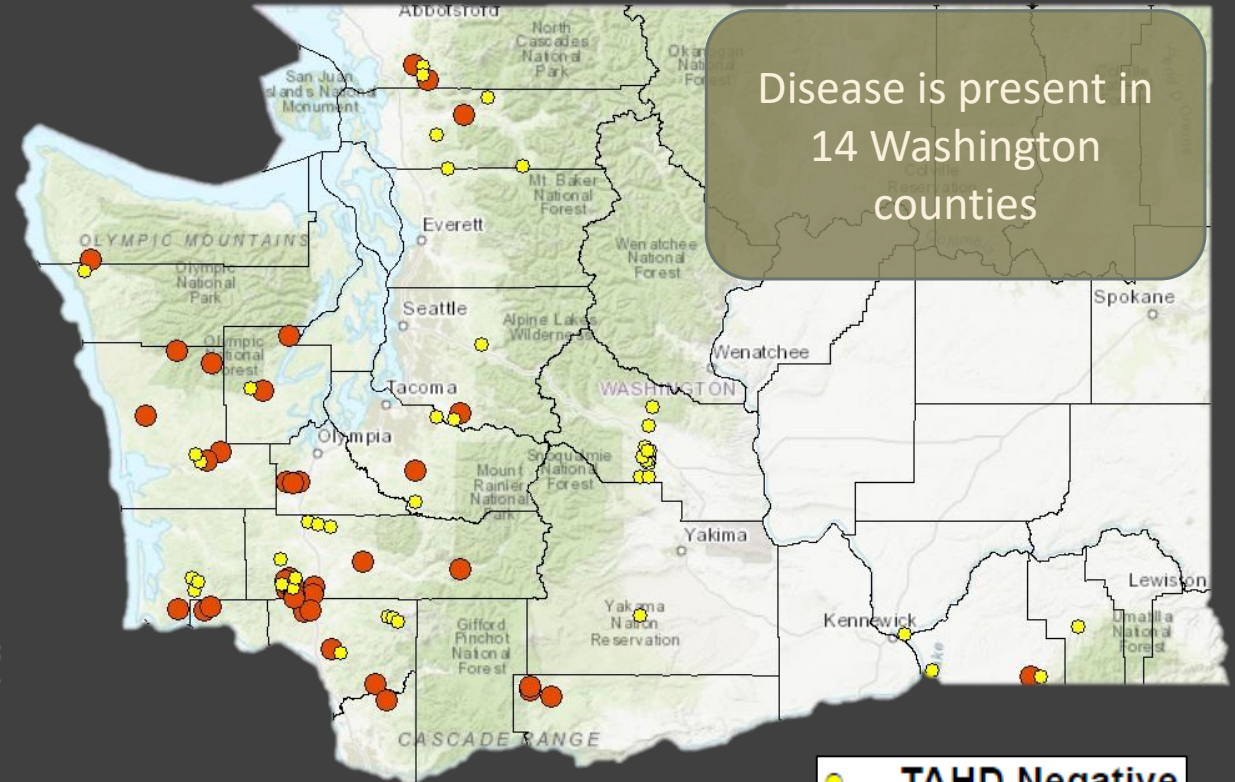 Abbotsford
North
Cascades
National
Park
Okanogan
National
Forest
San Juan
Islands National
Monument
Disease is present in
14 Washington
counties
Colville
Reservation
Mt. Baker
National
Forest
Everett
OLYMPIC MOUNTAINS
Olympic
National
Park
Wenatchee
National
Forest
Spokane
Seattle
Alpine Lakes
Wilderness
Olympic
National
Forest
Wenatchee
Tacoma
WASHINGTON
Olympia
Snoqualmie
National
Forest
Mount
Rainier
National
Park
Yakima
Lewiston
Yakama
Nation
Reservation
Kennewick
Umatilla
National
Forest
Gifford
Pinchot
National
Forest
CASCADE RANGE
TAHD Negative